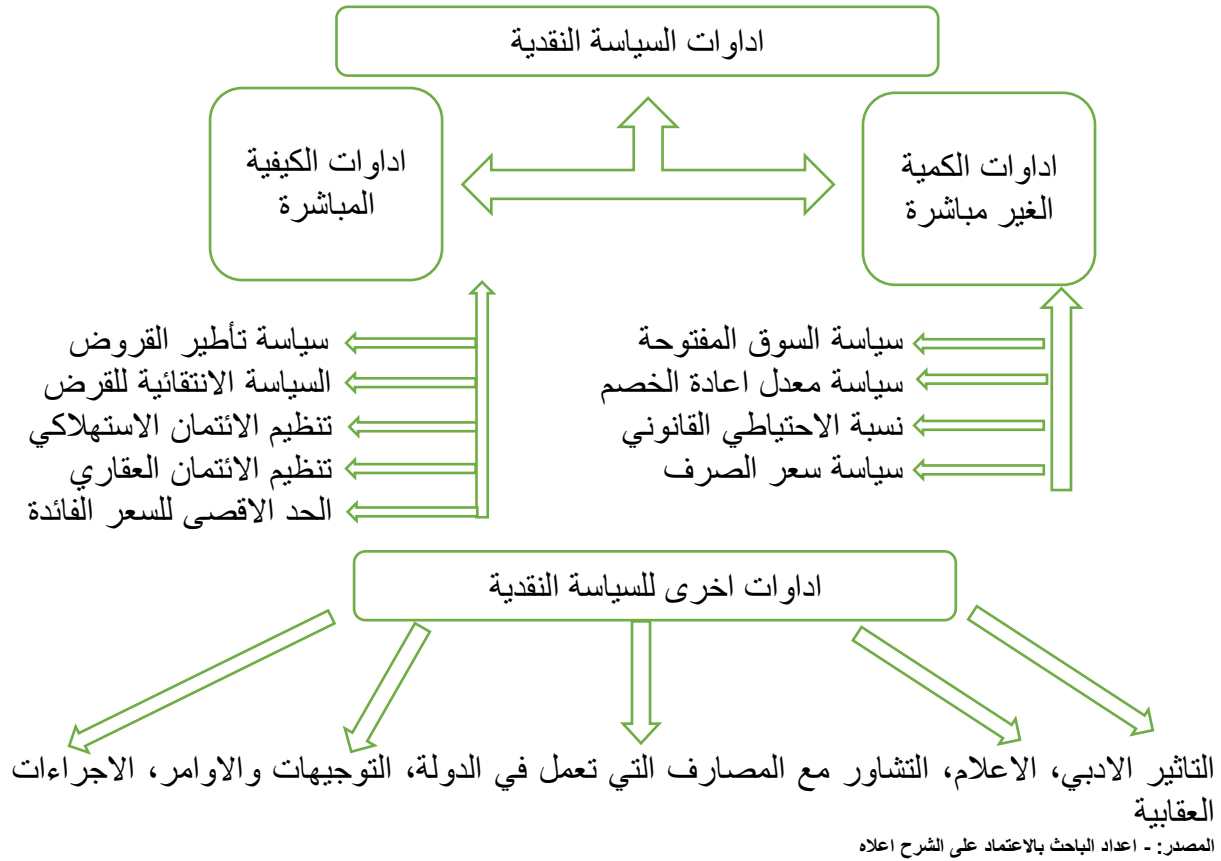 اداوات السياسة النقدية
اداوات الكمية
الغير مباشرة
اداوات الكيفية
المباشرة
سياسة السوق المفتوحة
سياسة معدل اعادة الخصم
نسبة الاحتياطي القانوني
سياسة سعر الصرف
سياسة تأطير القروض
السياسة الانتقائية للقرض
تنظيم الائتمان الاستهلاكي
تنظيم الائتمان العقاري
الحد الاقصى للسعر الفائدة
اداوات اخرى للسياسة النقدية
التاثير الادبي، الاعلام، التشاور مع المصارف التي تعمل في الدولة، التوجيهات والاوامر، الاجراءات
العقابية
المصدر: - اعداد الباحث بالاعتماد على الشرح اعلاه